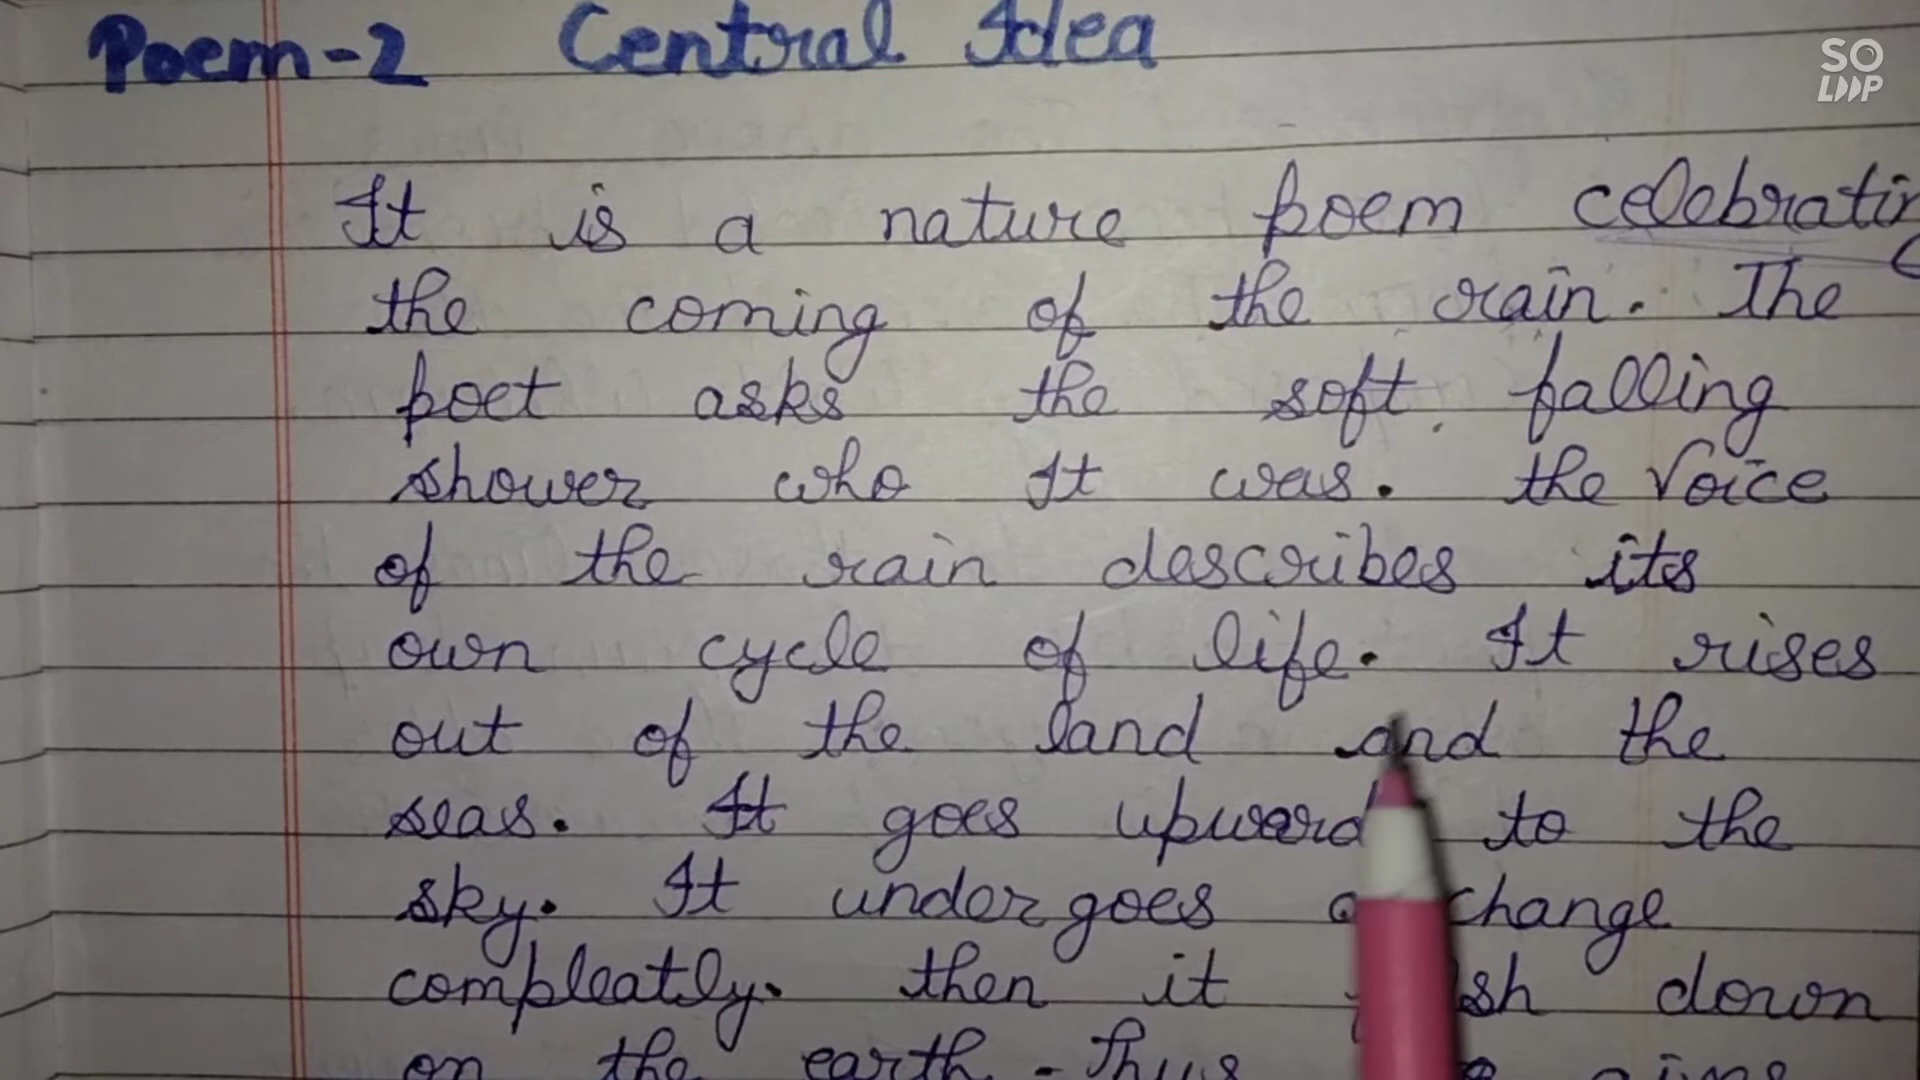 Poem-2 Central Idea
SO
LOOP
It is a nature poem celebrating
the coming of the rain. The
poet asks the soft falling
shower who It was. the Voice
of the rain describes its
own cycle of life. It rises
out of the land and the
seas. It goes upward to the
sky. It undergoes a change
compleatly. then it down
on the earth. Thus